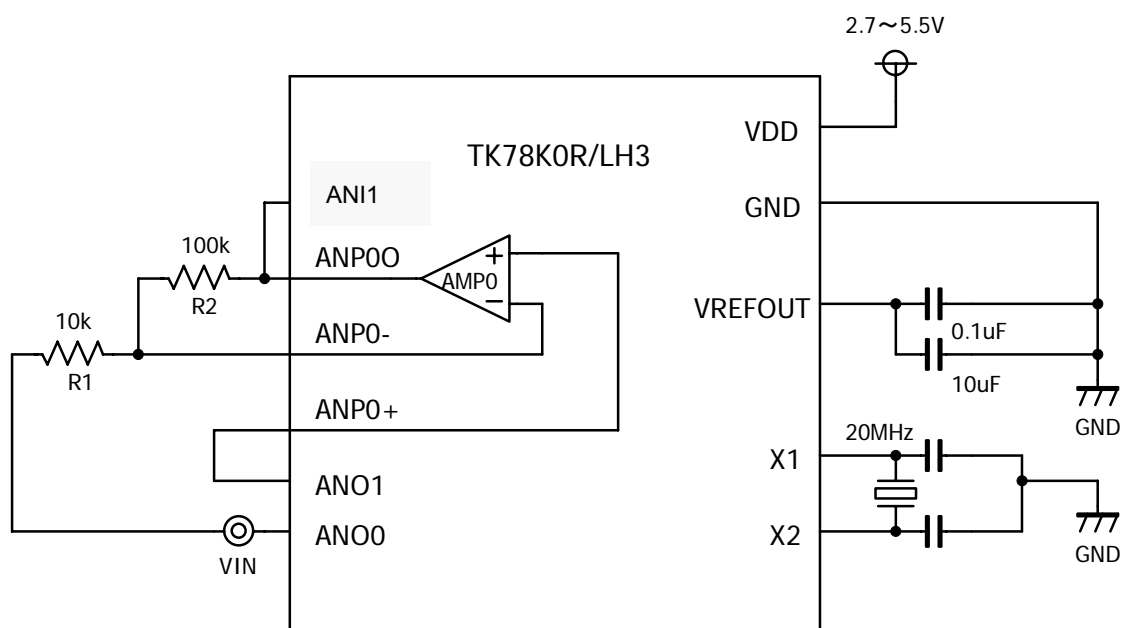 2.7～5.5V
VDD
TK78K0R/LH3
ANI1
GND
100k
ANP0O
+
AMP0
−
R2
VREFOUT
10k
ANP0-
0.1uF
R1
10uF
ANP0+
GND
20MHz
X1
ANO1
ANO0
X2
VIN
GND